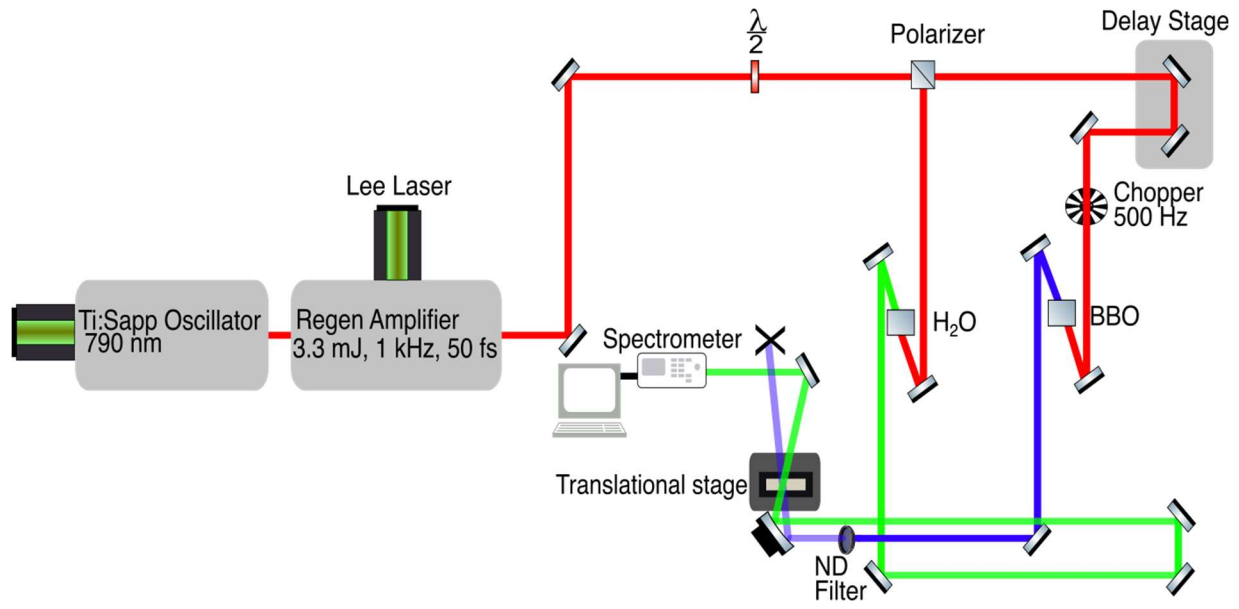 λ
2
Polarizer
Delay Stage
Lee Laser
Chopper
500 Hz
Ti:Sapp Oscillator
790 nm
Regen Amplifier
3.3 mJ, 1 kHz, 50 fs
Spectrometer
H₂O
BBO
Translational stage
ND
Filter